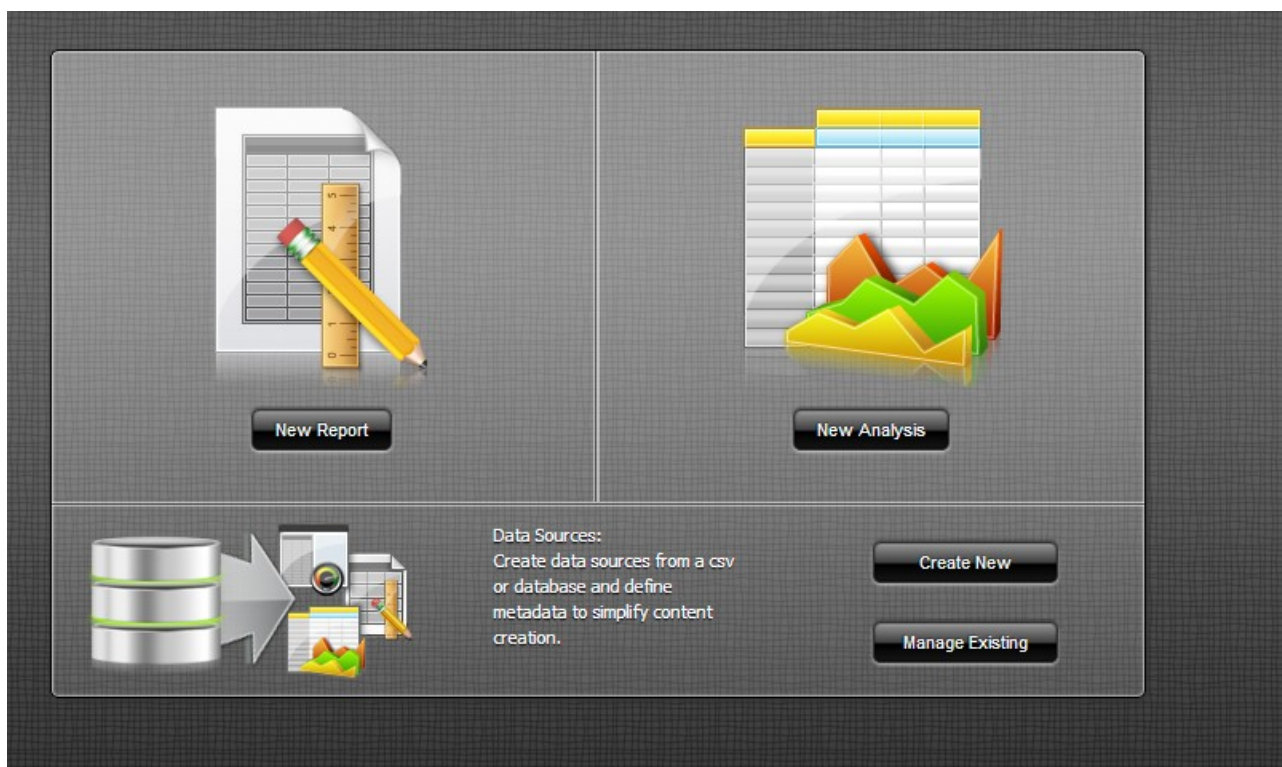 New Report
New Analysis
Data Sources:
Create data sources from a csv
or database and define
metadata to simplify content
creation.
Create New
Manage Existing